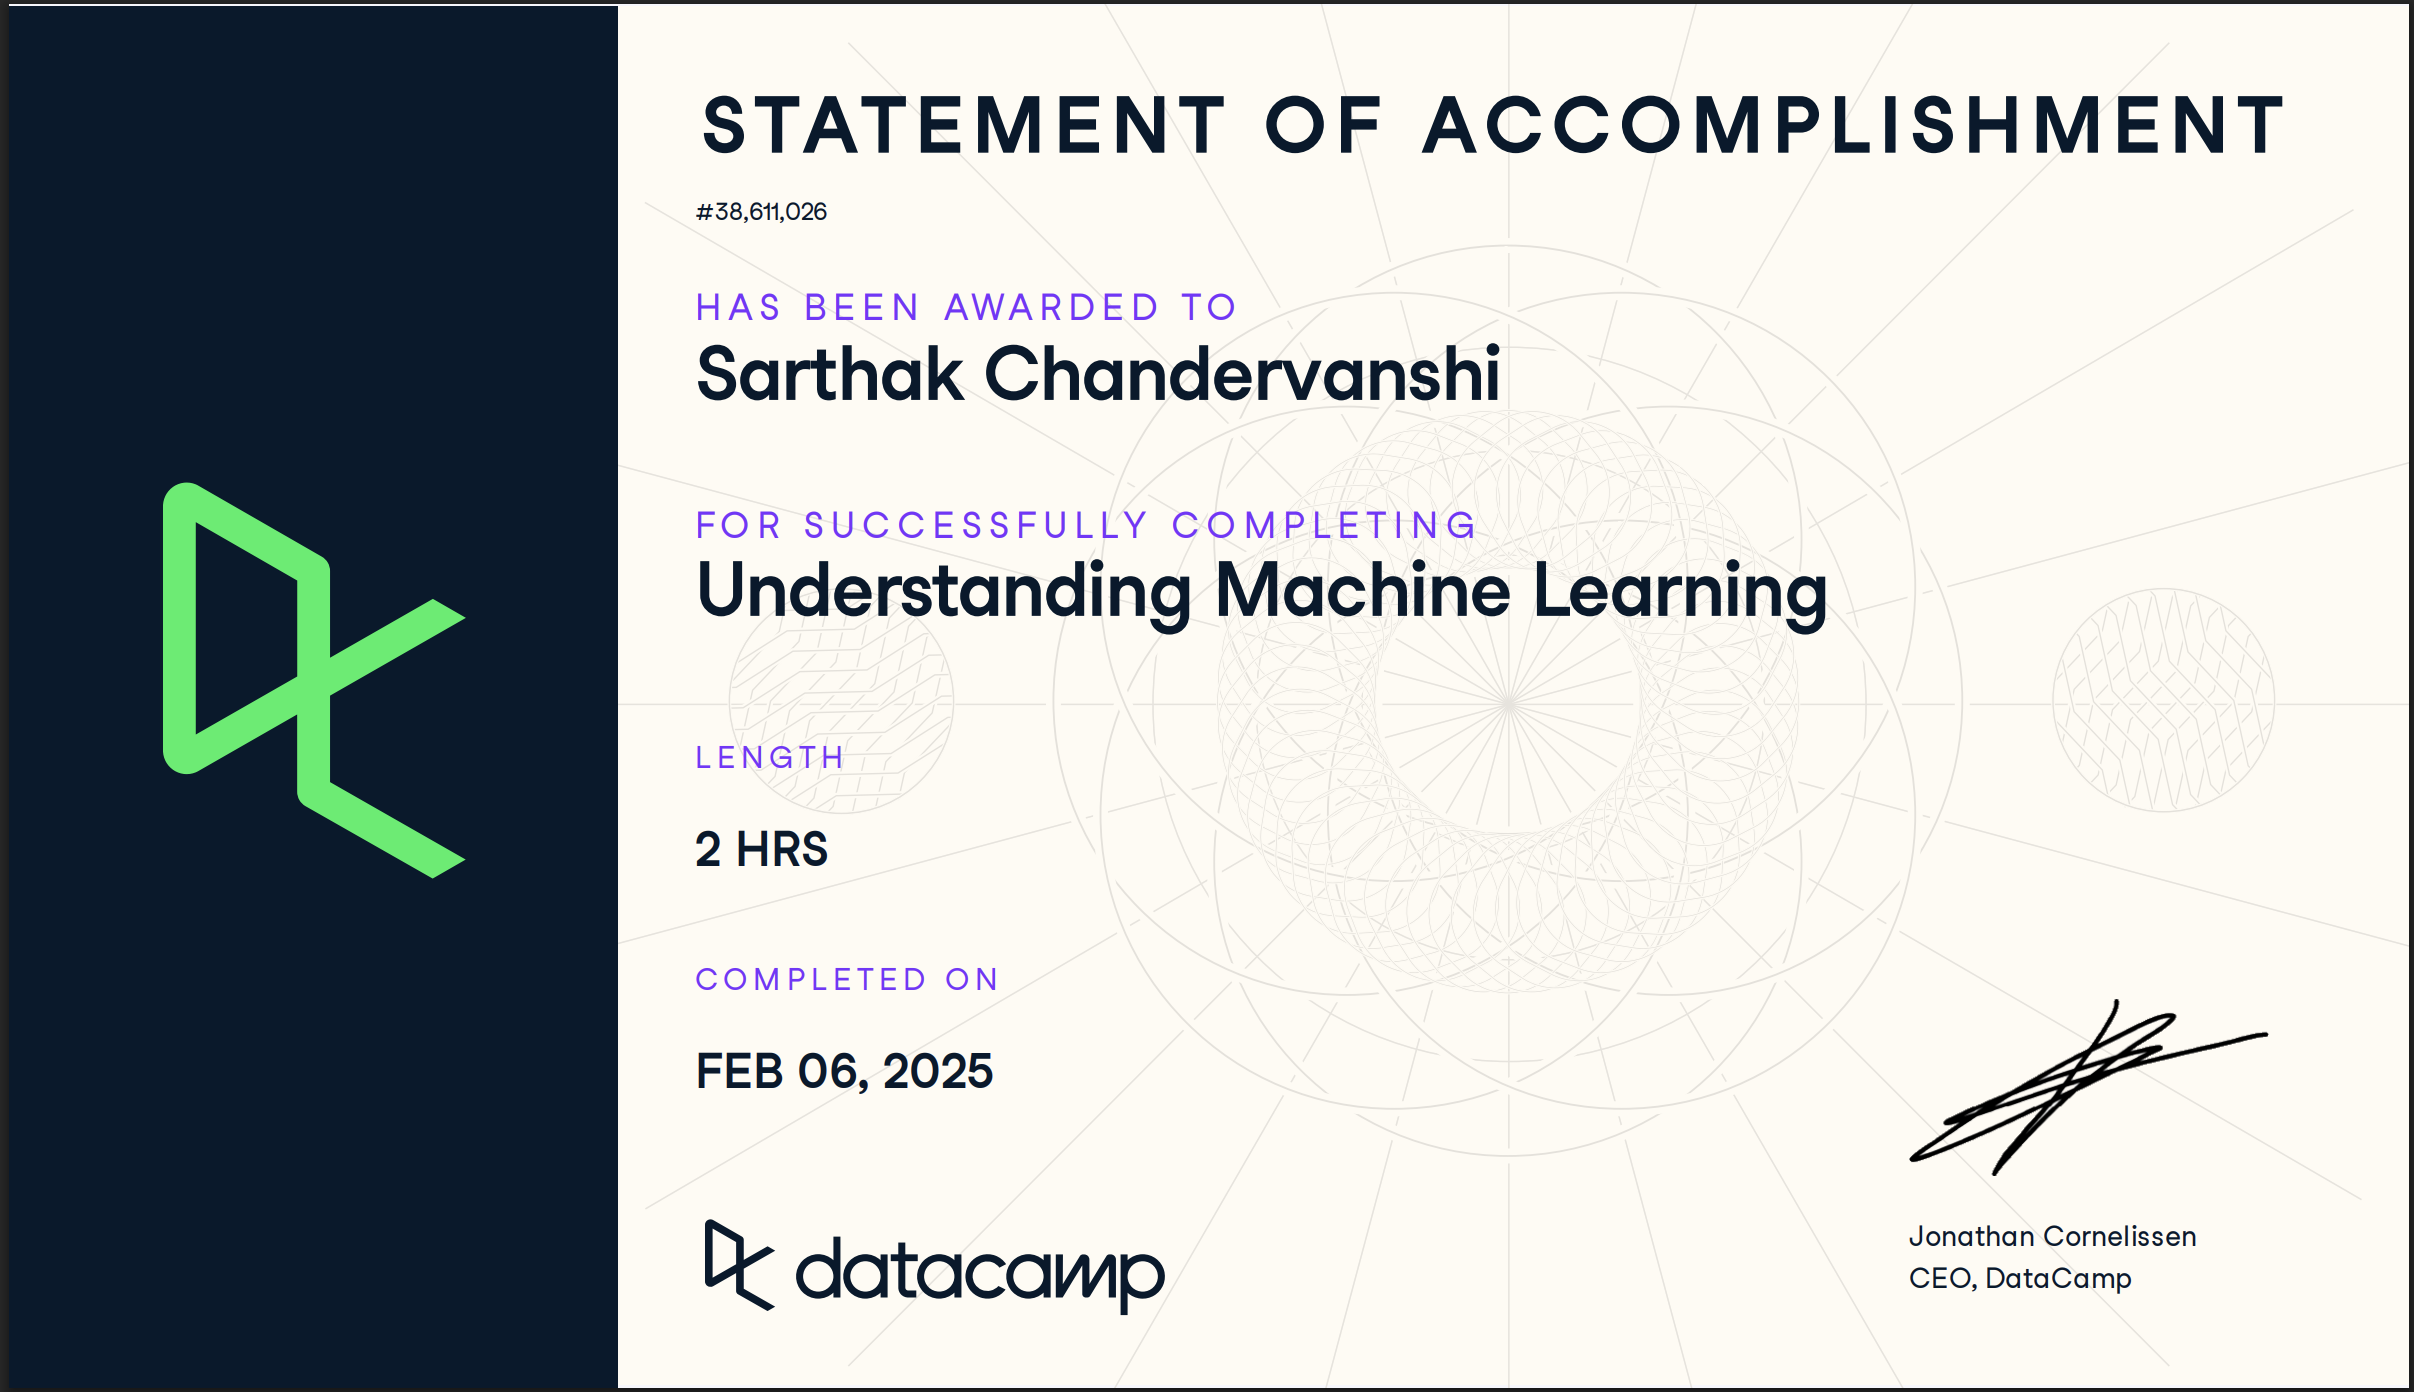 STATEMENT OF ACCOMPLISHMENT
#38,611,026
HAS BEEN AWARDED TO
Sarthak Chandervanshi
FOR SUCCESSFULLY COMPLETING
Understanding Machine Learning
LENGTH
2 HRS
COMPLETED ON
FEB 06, 2025
datacamp
Jonathan Cornelissen
CEO, DataCamp